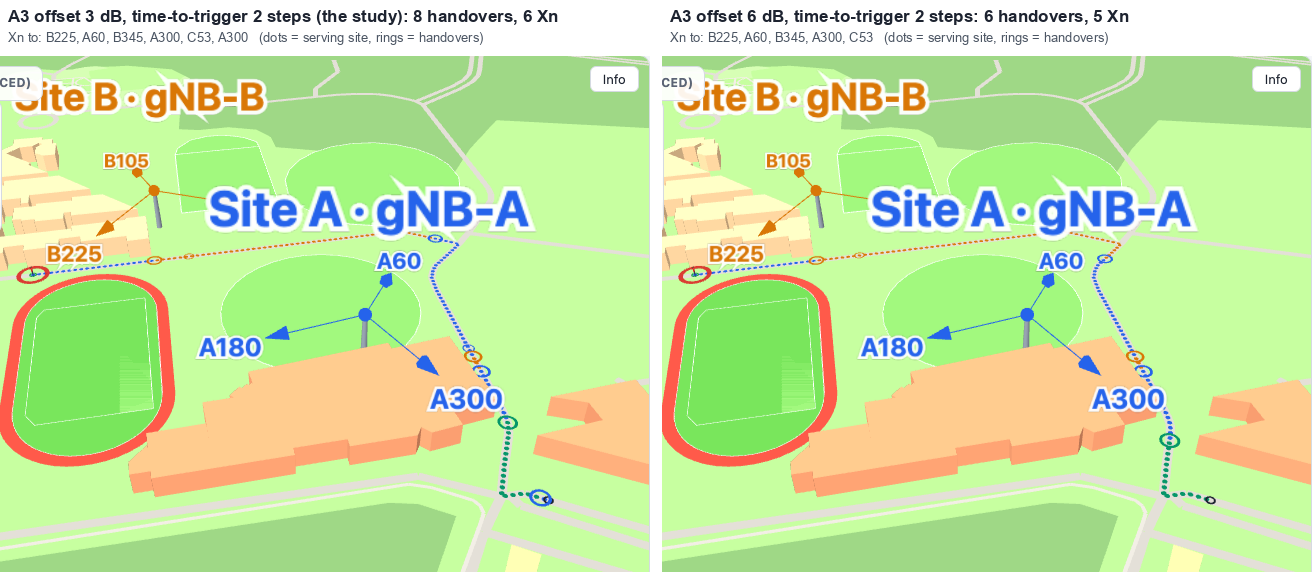 A3 offset 3 dB, time-to-trigger 2 steps (the study): 8 handovers, 6 Xn
Xn to: B225, A60, B345, A300, C53, A300 (dots = serving site, rings = handovers)
CED)
Info
Site B · gNB-B
B105
Site A · gNB-A
B225
A60
A180
A300
A3 offset 6 dB, time-to-trigger 2 steps: 6 handovers, 5 Xn
Xn to: B225, A60, B345, A300, C53 (dots = serving site, rings = handovers)
CED)
Info
Site B · gNB-B
B105
Site A · gNB-A
B225
A60
A180
A300